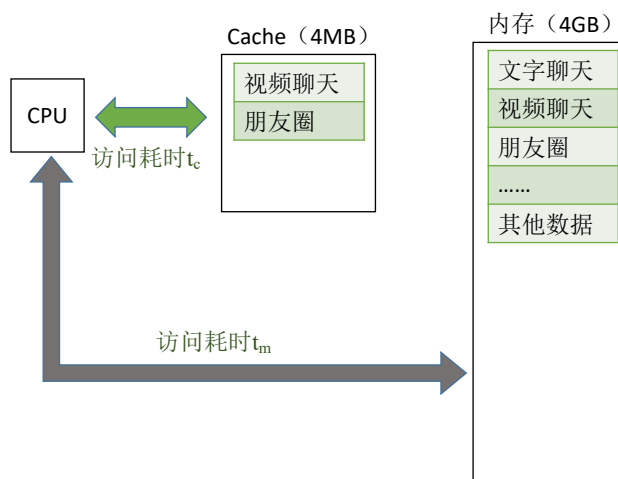 内存（4GB）
Cache（4MB）
文字聊天
视频聊天
朋友圈
……
其他数据
视频聊天
朋友圈
CPU
访问耗时tc
访问耗时tm